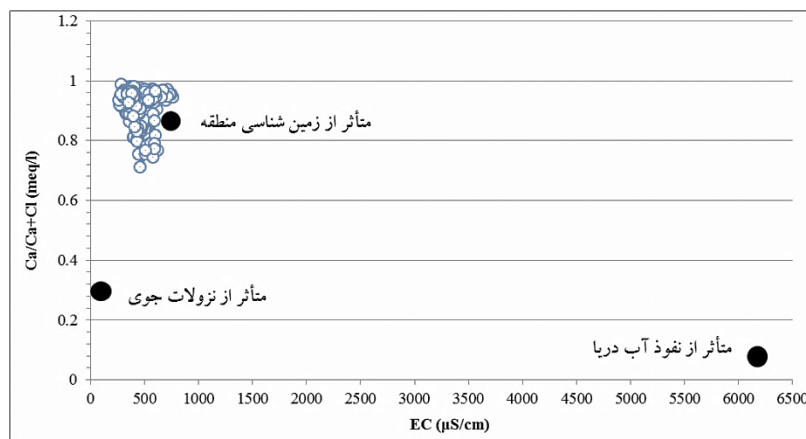 1.2
1
0.8
0.6
0.4
0.2
0
Ca/Ca+Cl (meq/l)
متأثر از زمین شناسی منطقه
متأثر از نزولات جوی
متأثر از نفوذ آب دریا
0 500 1000 1500 2000 2500 3000 3500 4000 4500 5000 5500 6000 6500
EC (µS/cm)